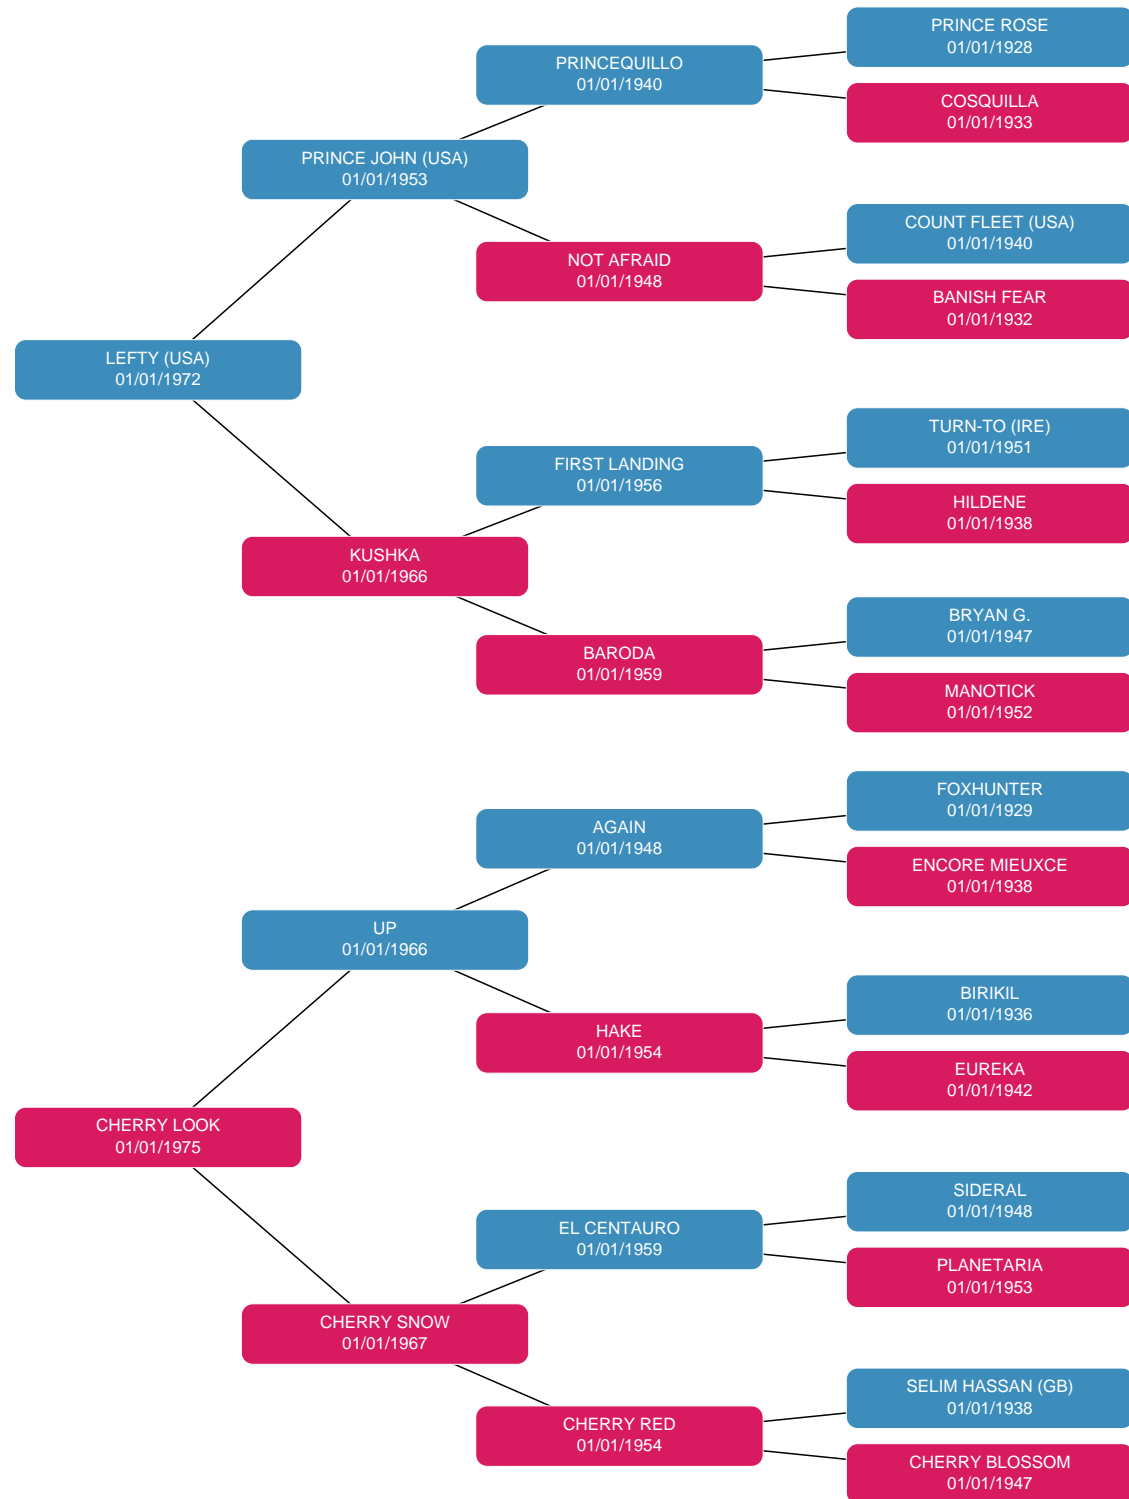 PRINCE ROSE
01/01/1928
PRINCEQUILLO
01/01/1940
COSQUILLA
01/01/1933
PRINCE JOHN (USA)
01/01/1953
COUNT FLEET (USA)
01/01/1940
NOT AFRAID
01/01/1948
BANISH FEAR
01/01/1932
LEFTY (USA)
01/01/1972
TURN-TO (IRE)
01/01/1951
FIRST LANDING
01/01/1956
HILDENE
01/01/1938
KUSHKA
01/01/1966
BRYAN G.
01/01/1947
BARODA
01/01/1959
MANOTICK
01/01/1952
FOXHUNTER
01/01/1929
AGAIN
01/01/1948
ENCORE MIEUXCE
01/01/1938
UP
01/01/1966
BIRIKIL
01/01/1936
HAKE
01/01/1954
EUREKA
01/01/1942
CHERRY LOOK
01/01/1975
SIDERAL
01/01/1948
EL CENTAURO
01/01/1959
PLANETARIA
01/01/1953
CHERRY SNOW
01/01/1967
SELIM HASSAN (GB)
01/01/1938
CHERRY RED
01/01/1954
CHERRY BLOSSOM
01/01/1947